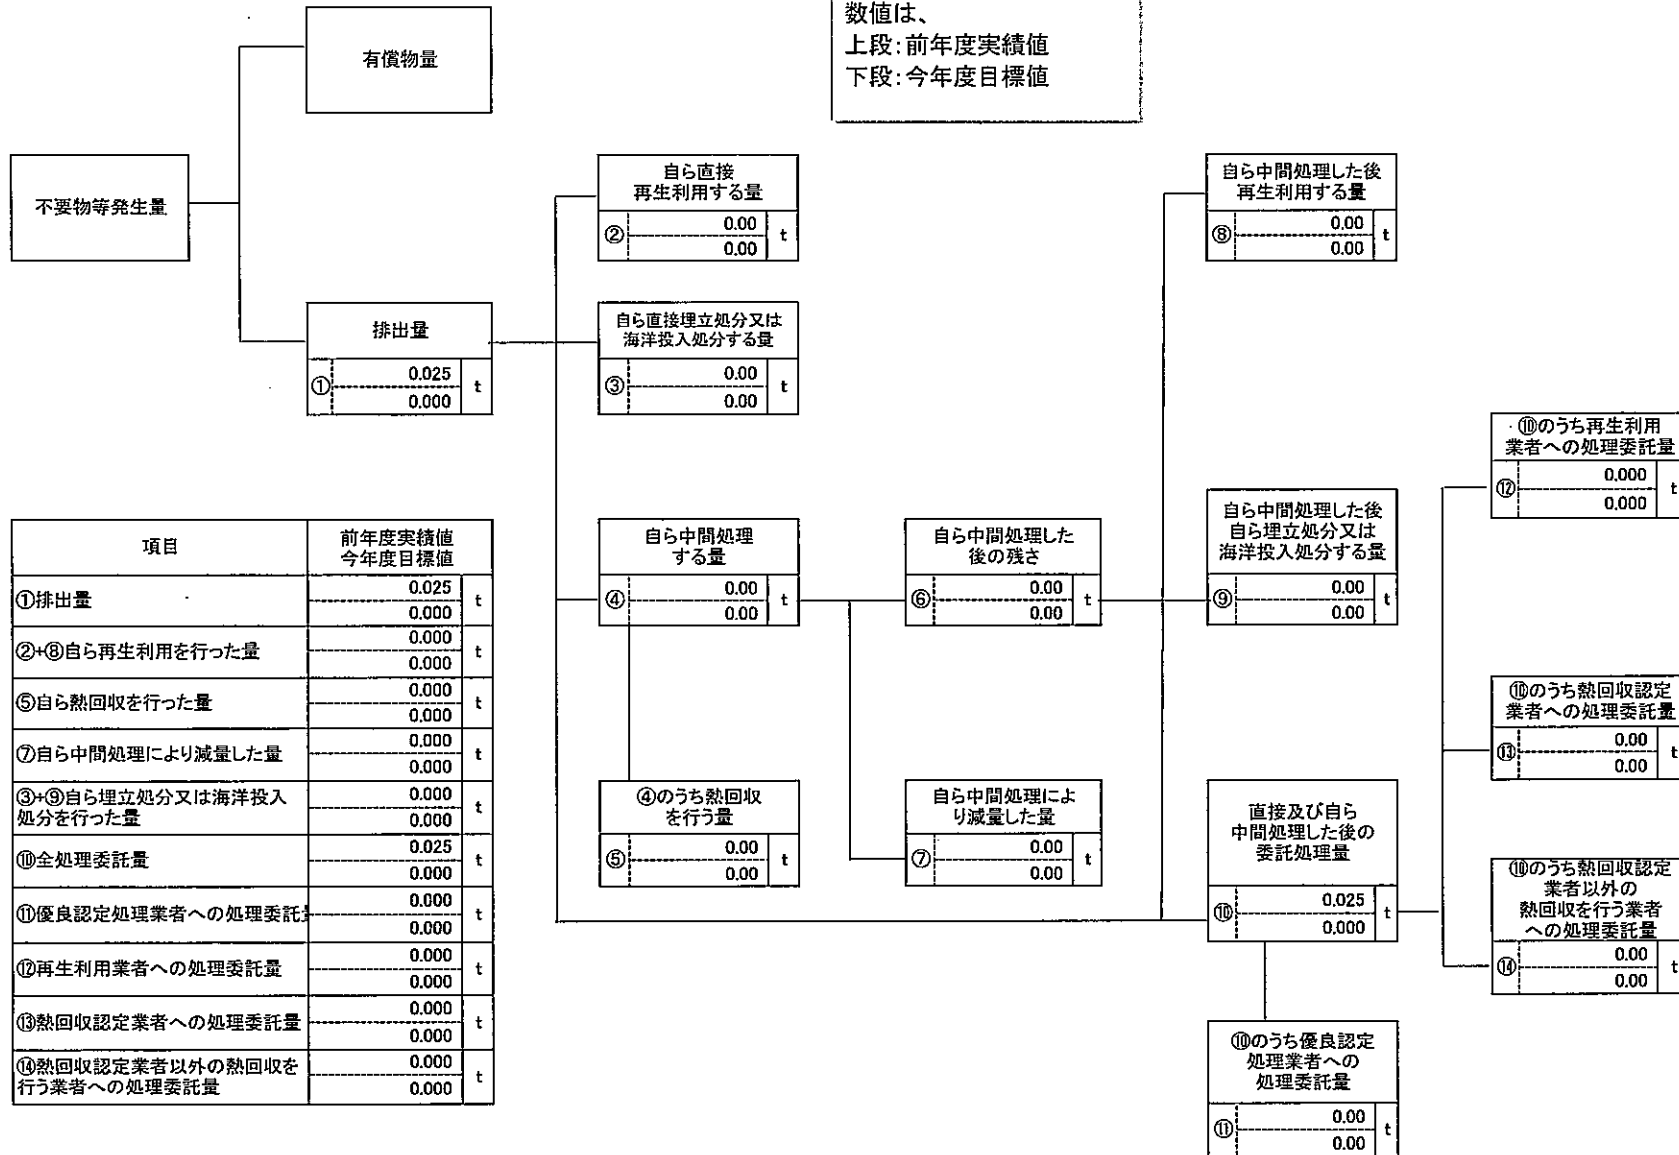 数値は、
上段:前年度実績値
下段:今年度目標値
有償物量
不要物等発生量
排出量
① 0.025 t
0.000
自ら直接
再生利用する量
② 0.00 t
0.00
自ら直接埋立処分又は
海洋投入処分する量
③ 0.00 t
0.00
自ら中間処理
する量
④ 0.00 t
0.00
④のうち熱回収
を行う量
⑤ 0.00 t
0.00
自ら中間処理した
後の残さ
⑥ 0.00 t
0.00
自ら中間処理によ
り減量した量
⑦ 0.00 t
0.00
自ら中間処理した後
再生利用する量
⑧ 0.00 t
0.00
自ら中間処理した後
自ら埋立処分又は
海洋投入処分する量
⑨ 0.00 t
0.00
直接及び自ら
中間処理した後の
委託処理量
⑩ 0.025 t
0.000
⑩のうち優良認定
処理業者への
処理委託量
⑪ 0.00 t
0.00
⑩のうち再生利用
業者への処理委託量
⑫ 0.000 t
0.000
⑩のうち熱回収認定
業者への処理委託量
⑬ 0.00 t
0.00
⑩のうち熱回収認定
業者以外の
熱回収を行う業者
への処理委託量
⑭ 0.00 t
0.00
項目 前年度実績値
今年度目標値
①排出量 0.025 t
0.000
②+⑧自ら再生利用を行った量 0.000 t
0.000
⑤自ら熱回収を行った量 0.000 t
0.000
⑦自ら中間処理により減量した量 0.000 t
0.000
③+⑨自ら埋立処分又は海洋投入
処分を行った量 0.000 t
0.000
⑩全処理委託量 0.025 t
0.000
⑪優良認定処理業者への処理委託 0.000 t
0.000
⑫再生利用業者への処理委託量 0.000 t
0.000
⑬熱回収認定業者への処理委託量 0.000 t
0.000
⑭熱回収認定業者以外の熱回収を
行う業者への処理委託量 0.000 t
0.000